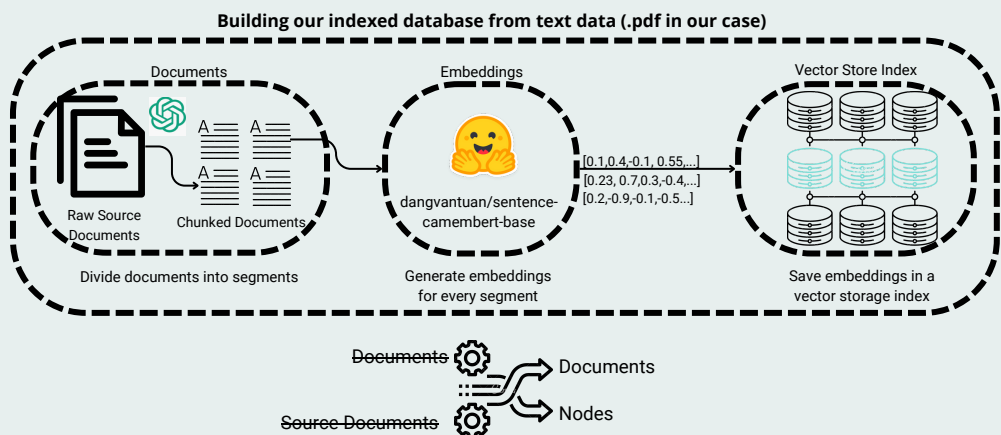 Building our indexed database from text data (.pdf in our case)
Documents
Embeddings
Vector Store Index
A A
A A
Raw Source
Documents
Chunked Documents
dangvantuan/sentence-
camembert-base
[0.1,0.4,-0.1, 0.55,...]
[0.23, 0.7,0.3,-0.4,...]
[0.2,-0.9,-0.1,-0.5...]
Divide documents into segments
Generate embeddings
for every segment
Save embeddings in a
vector storage index
Documents
Documents
Nodes
Source Documents